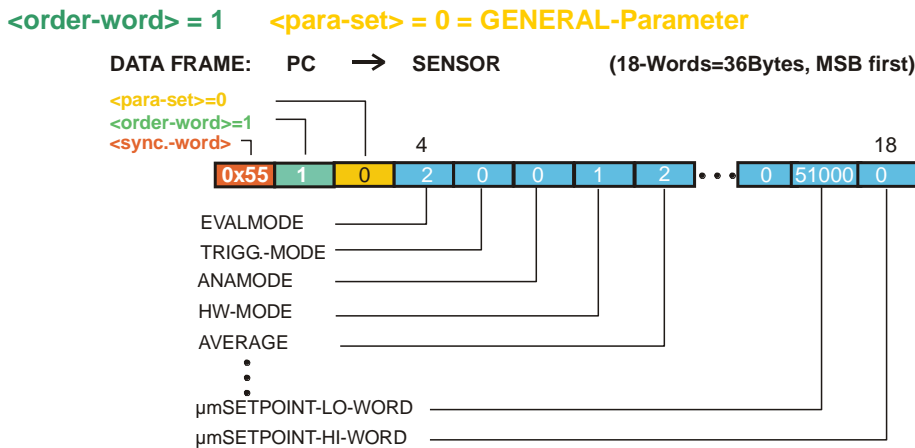 <order-word> = 1 <para-set> = 0 = GENERAL-Parameter
DATA FRAME: PC → SENSOR (18-Words=36Bytes, MSB first)
<para-set>=0
<order-word>=1
<sync.-word>
4 18
0x55 1 0 2 0 0 1 2 ••• 0 51000 0
EVALMODE
TRIGG.-MODE
ANAMODE
HW-MODE
AVERAGE
µmSETPOINT-LO-WORD
µmSETPOINT-HI-WORD